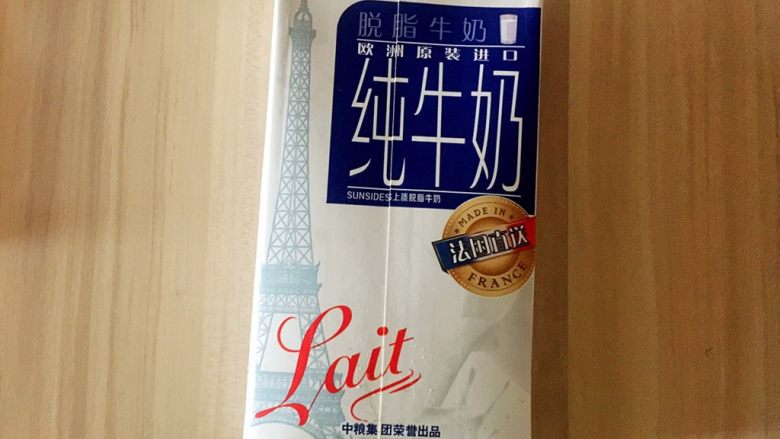 脱脂牛奶
欧洲原装进口
纯牛奶
SUNSIDES上质脱脂牛奶
MADE IN
法国直送
FRANCE
Lait
中粮集团荣誉出品